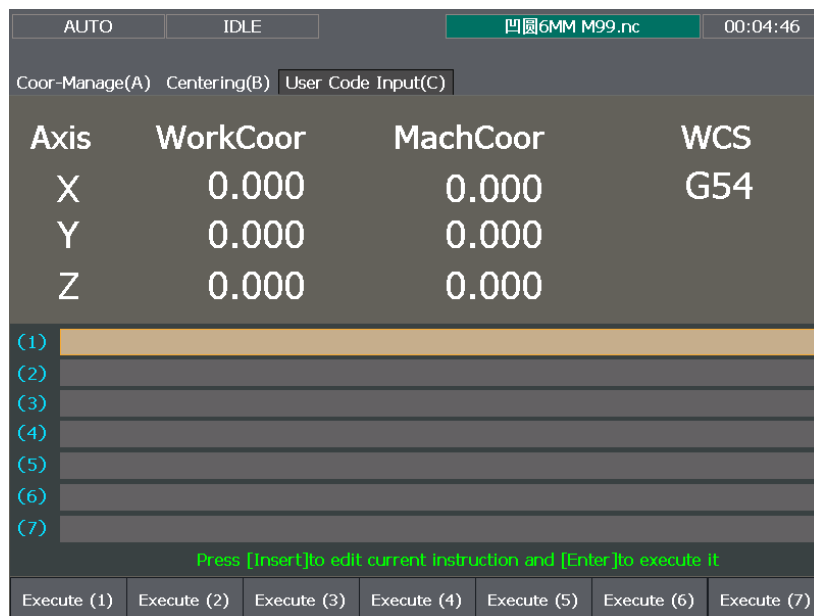 AUTO IDLE 凹圆6MM M99.nc 00:04:46
Coor-Manage(A) Centering(B) User Code Input(C)
Axis WorkCoor MachCoor WCS
X 0.000 0.000 G54
Y 0.000 0.000
Z 0.000 0.000
(1)
(2)
(3)
(4)
(5)
(6)
(7)
Press [Insert]to edit current instruction and [Enter]to execute it
Execute (1) Execute (2) Execute (3) Execute (4) Execute (5) Execute (6) Execute (7)